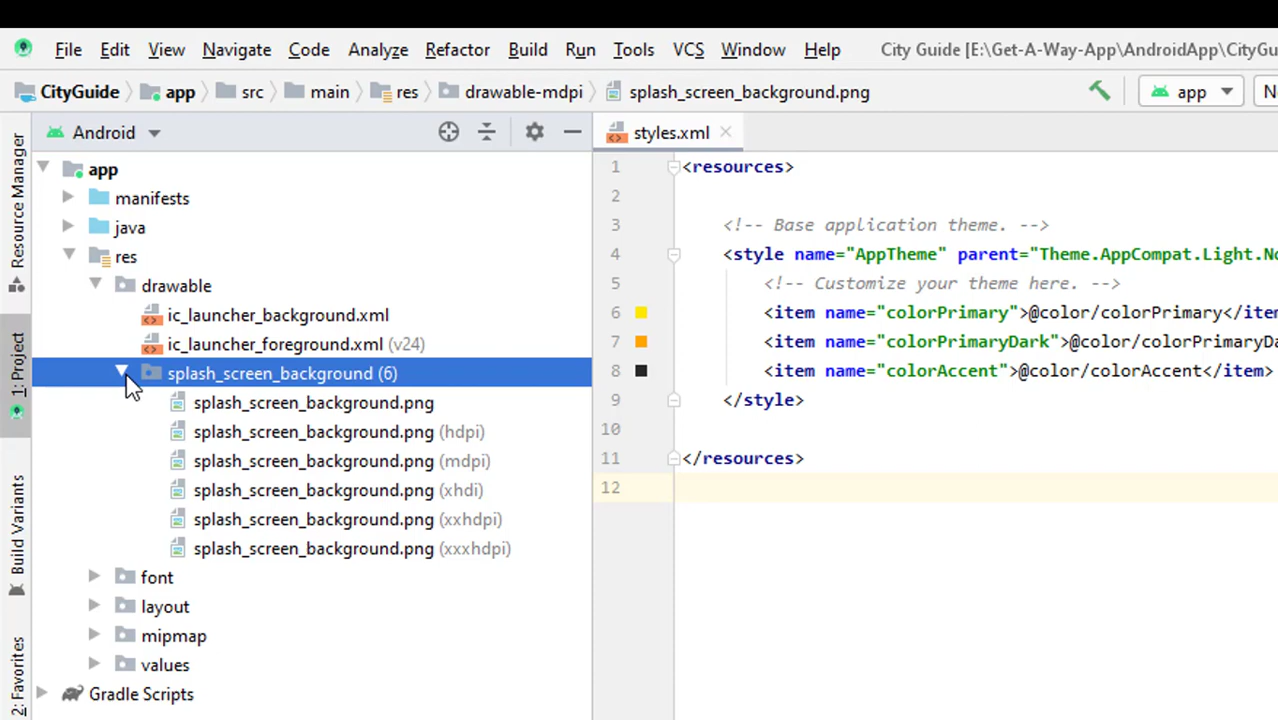 File Edit View Navigate Code Analyze Refactor Build Run Tools VCS Window Help City Guide [E:\Get-A-Way-App\AndroidApp\CityGu
CityGuide app src main res drawable-mdpi splash_screen_background.png app
Android
styles.xml
Resource Manager
1: Project
Build Variants
2: Favorites
app
manifests
java
res
drawable
ic_launcher_background.xml
ic_launcher_foreground.xml (v24)
splash_screen_background (6)
splash_screen_background.png
splash_screen_background.png (hdpi)
splash_screen_background.png (mdpi)
splash_screen_background.png (xhdi)
splash_screen_background.png (xxhdpi)
splash_screen_background.png (xxxhdpi)
font
layout
mipmap
values
Gradle Scripts
1 <resources>
2
3 <!-- Base application theme. -->
4 <style name="AppTheme" parent="Theme.AppCompat.Light.No
5 <!-- Customize your theme here. -->
6 <item name="colorPrimary">@color/colorPrimary</item
7 <item name="colorPrimaryDark">@color/colorPrimaryDa
8 <item name="colorAccent">@color/colorAccent</item>
9 </style>
10
11 </resources>
12